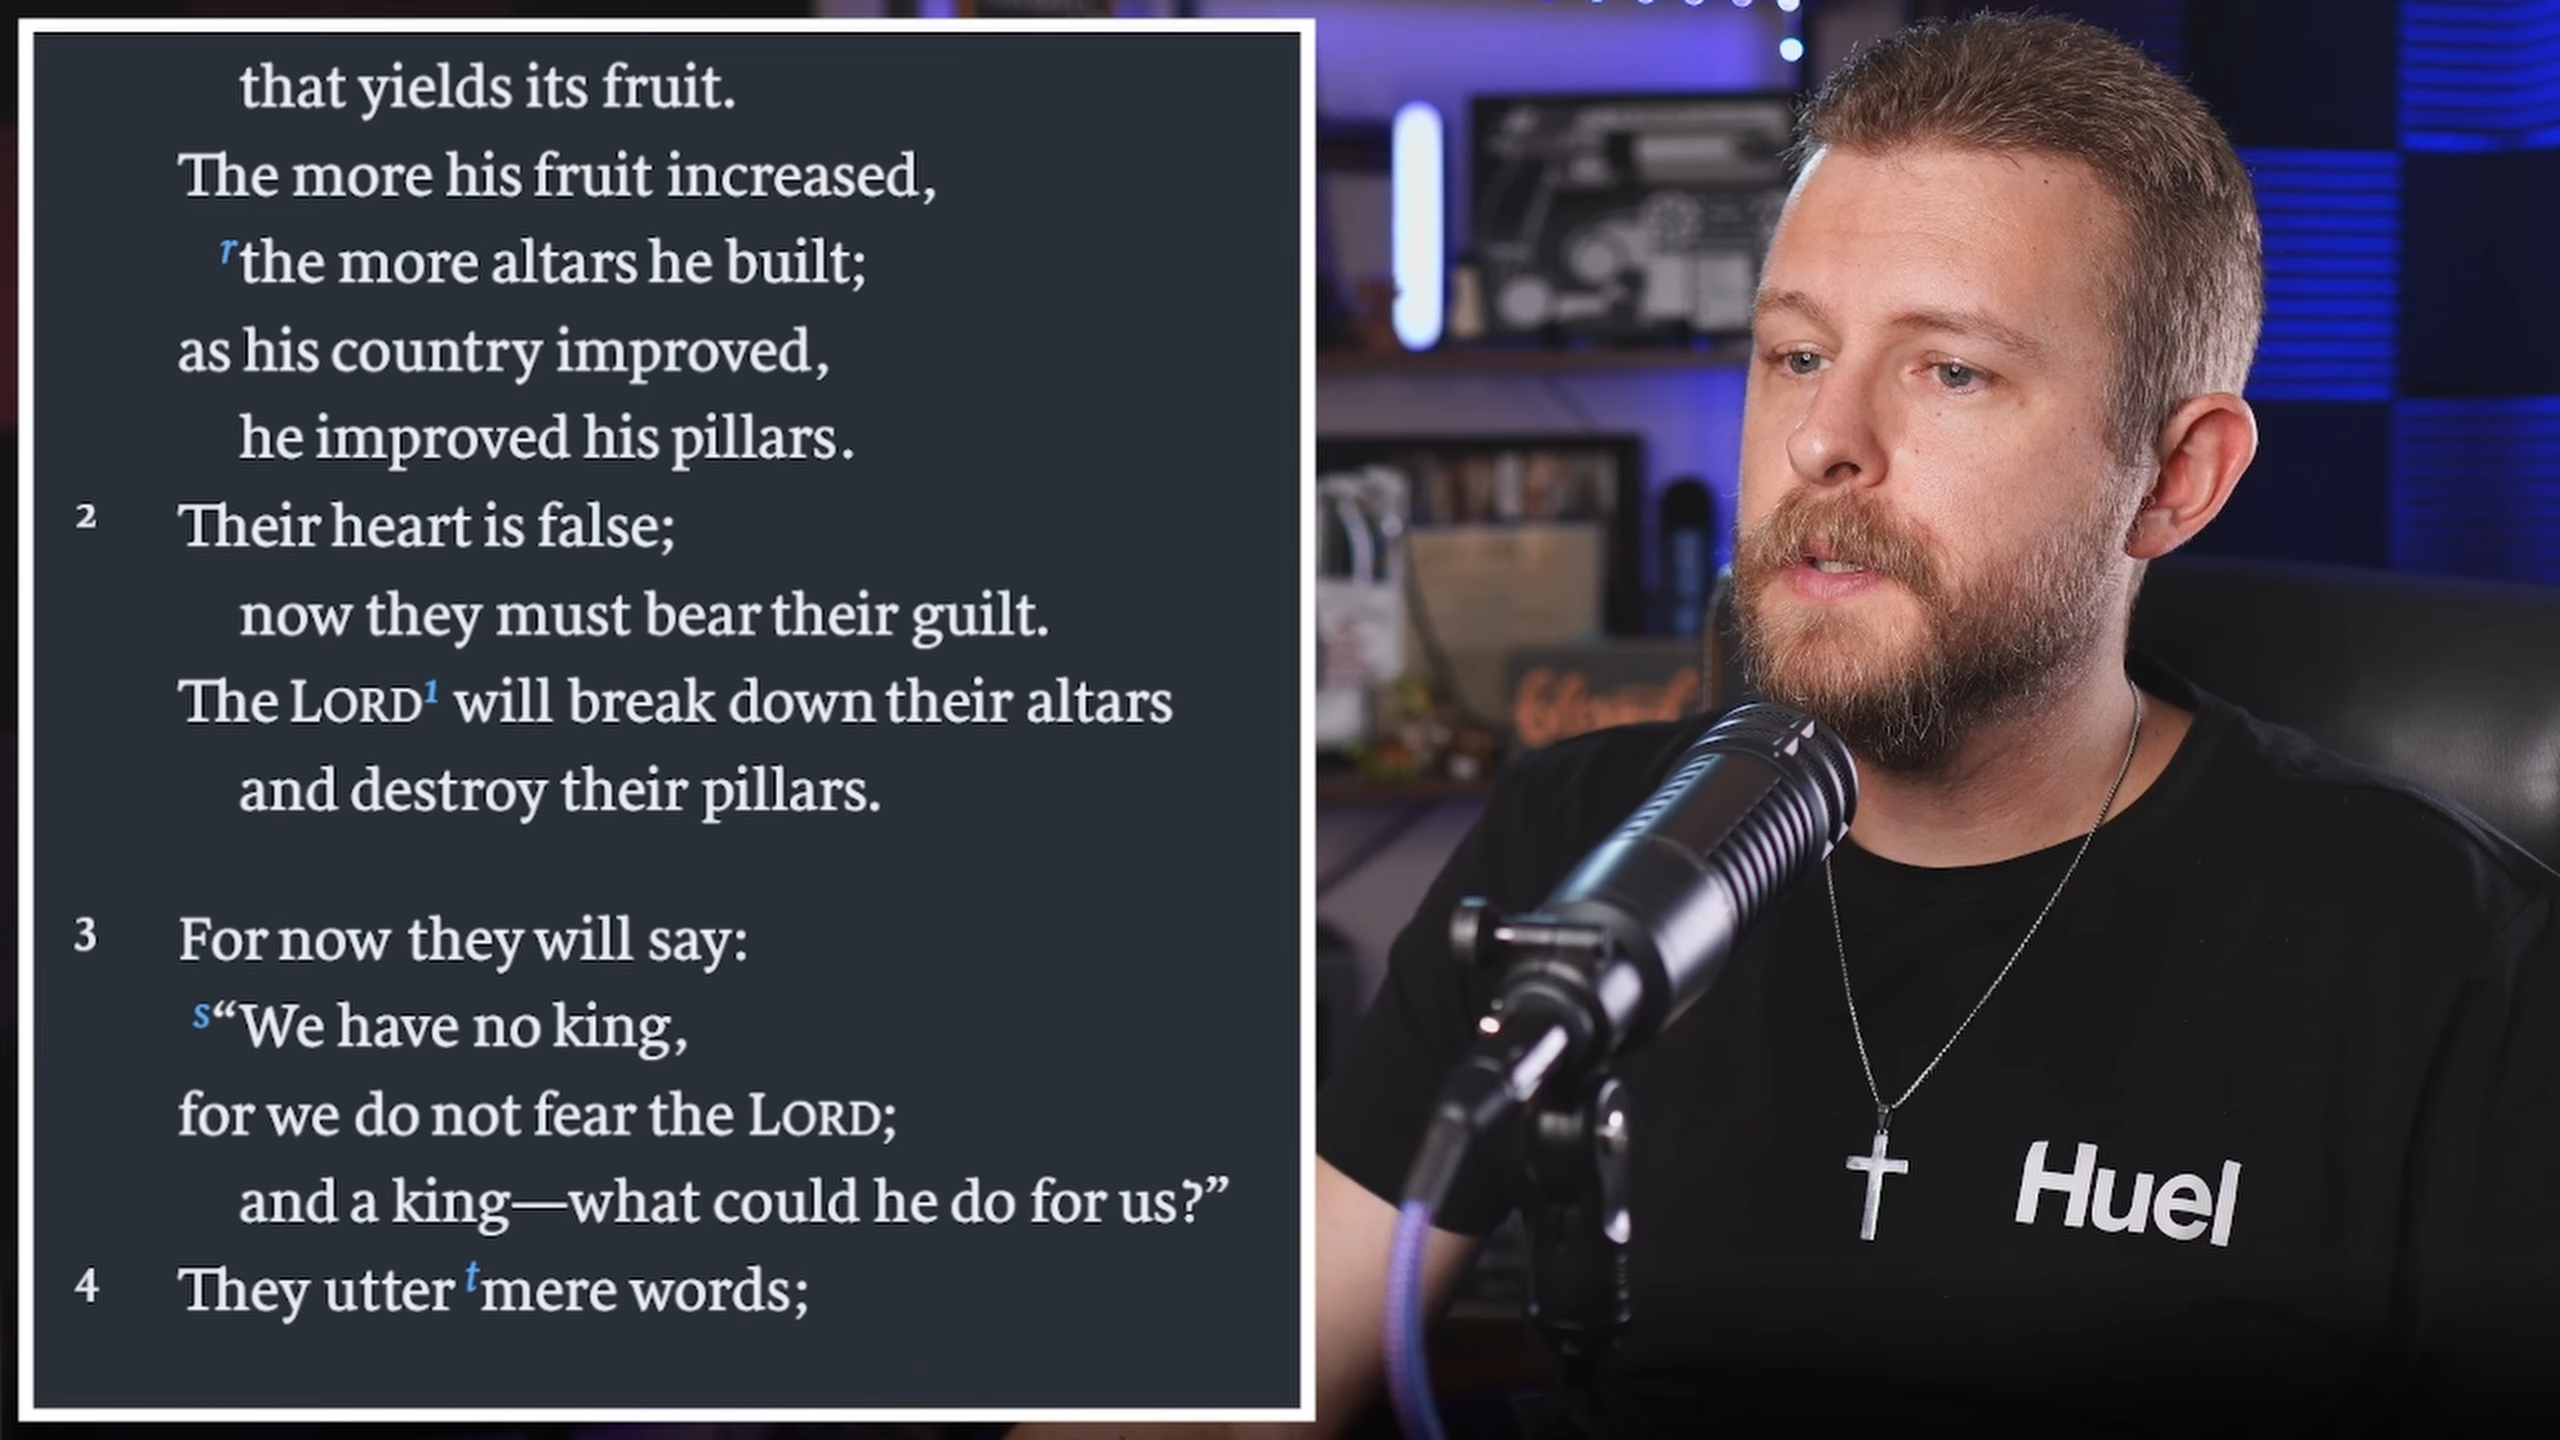 that yields its fruit.
The more his fruit increased,
rthe more altars he built;
as his country improved,
he improved his pillars.
2 Their heart is false;
now they must bear their guilt.
The LORD1 will break down their altars
and destroy their pillars.
3 For now they will say:
s“We have no king,
for we do not fear the LORD;
and a king—what could he do for us?”
4 They utter tmere words;
Huel